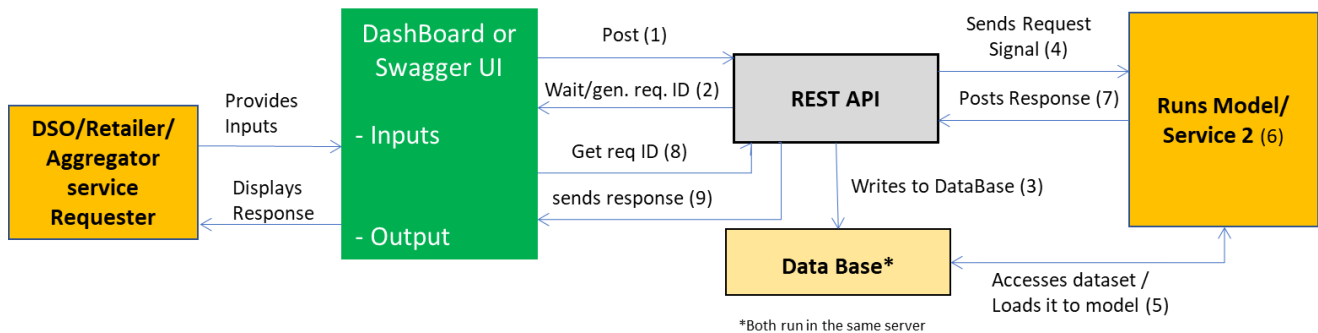 DSO/Retailer/
Aggregator
service
Requester
Provides
Inputs
Displays
Response
DashBoard or
Swagger UI
- Inputs
- Output
Post (1)
Wait/gen. req. ID (2)
Get req ID (8)
sends response (9)
REST API
Writes to DataBase (3)
Data Base*
*Both run in the same server
Sends Request
Signal (4)
Posts Response (7)
Runs Model/
Service 2 (6)
Accesses dataset /
Loads it to model (5)